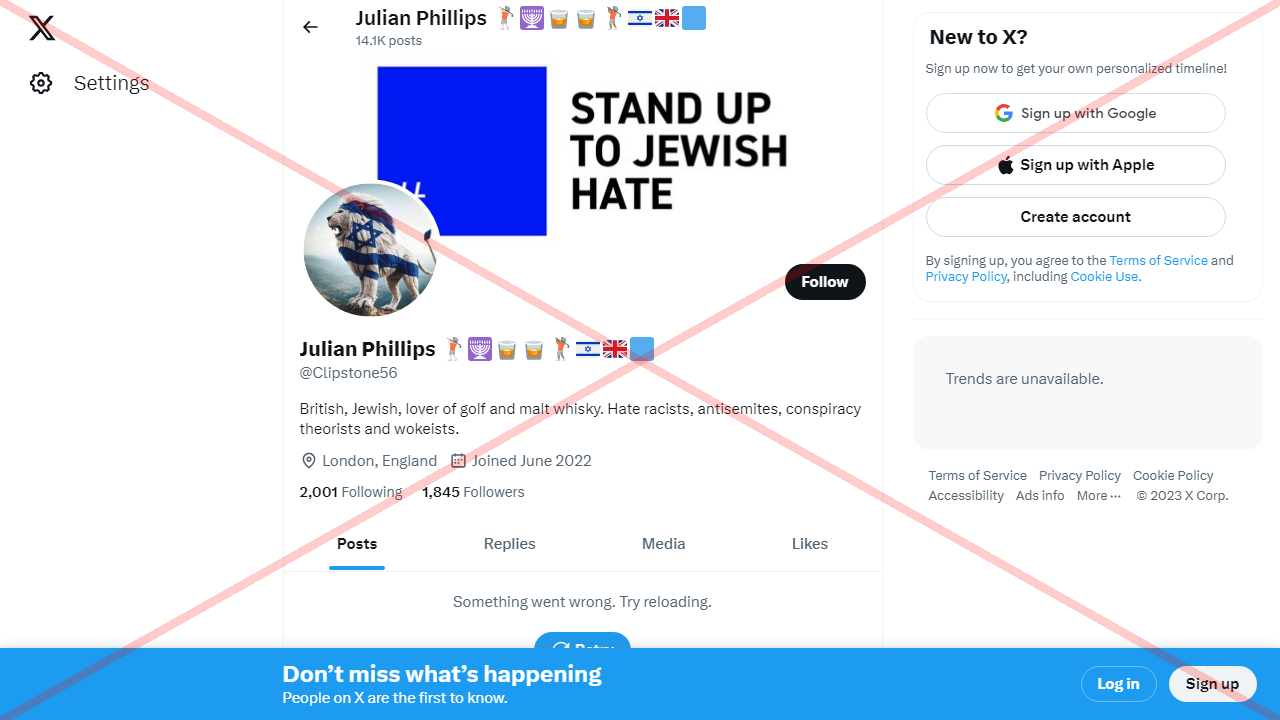 Settings
Julian Phillips
14.1K posts
STAND UP
TO JEWISH
HATE
Follow
Julian Phillips
@Clipstone56
British, Jewish, lover of golf and malt whisky. Hate racists, antisemites, conspiracy
theorists and wokeists.
London, England Joined June 2022
2,001 Following 1,845 Followers
Posts Replies Media Likes
Something went wrong. Try reloading.
Retry
New to X?
Sign up now to get your own personalized timeline!
Sign up with Google
Sign up with Apple
Create account
By signing up, you agree to the Terms of Service and
Privacy Policy, including Cookie Use.
Trends are unavailable.
Terms of Service Privacy Policy Cookie Policy
Accessibility Ads info More ··· © 2023 X Corp.
Don’t miss what’s happening
People on X are the first to know.
Log in Sign up